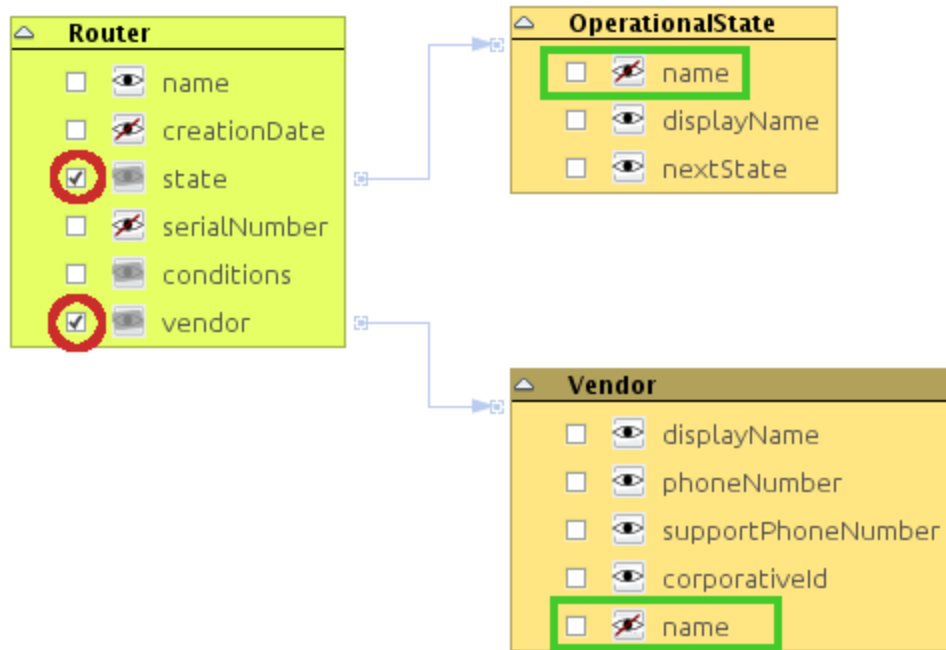 Router
name
creationDate
state
serialNumber
conditions
vendor
OperationalState
name
displayName
nextState
Vendor
displayName
phoneNumber
supportPhoneNumber
corporativeId
name